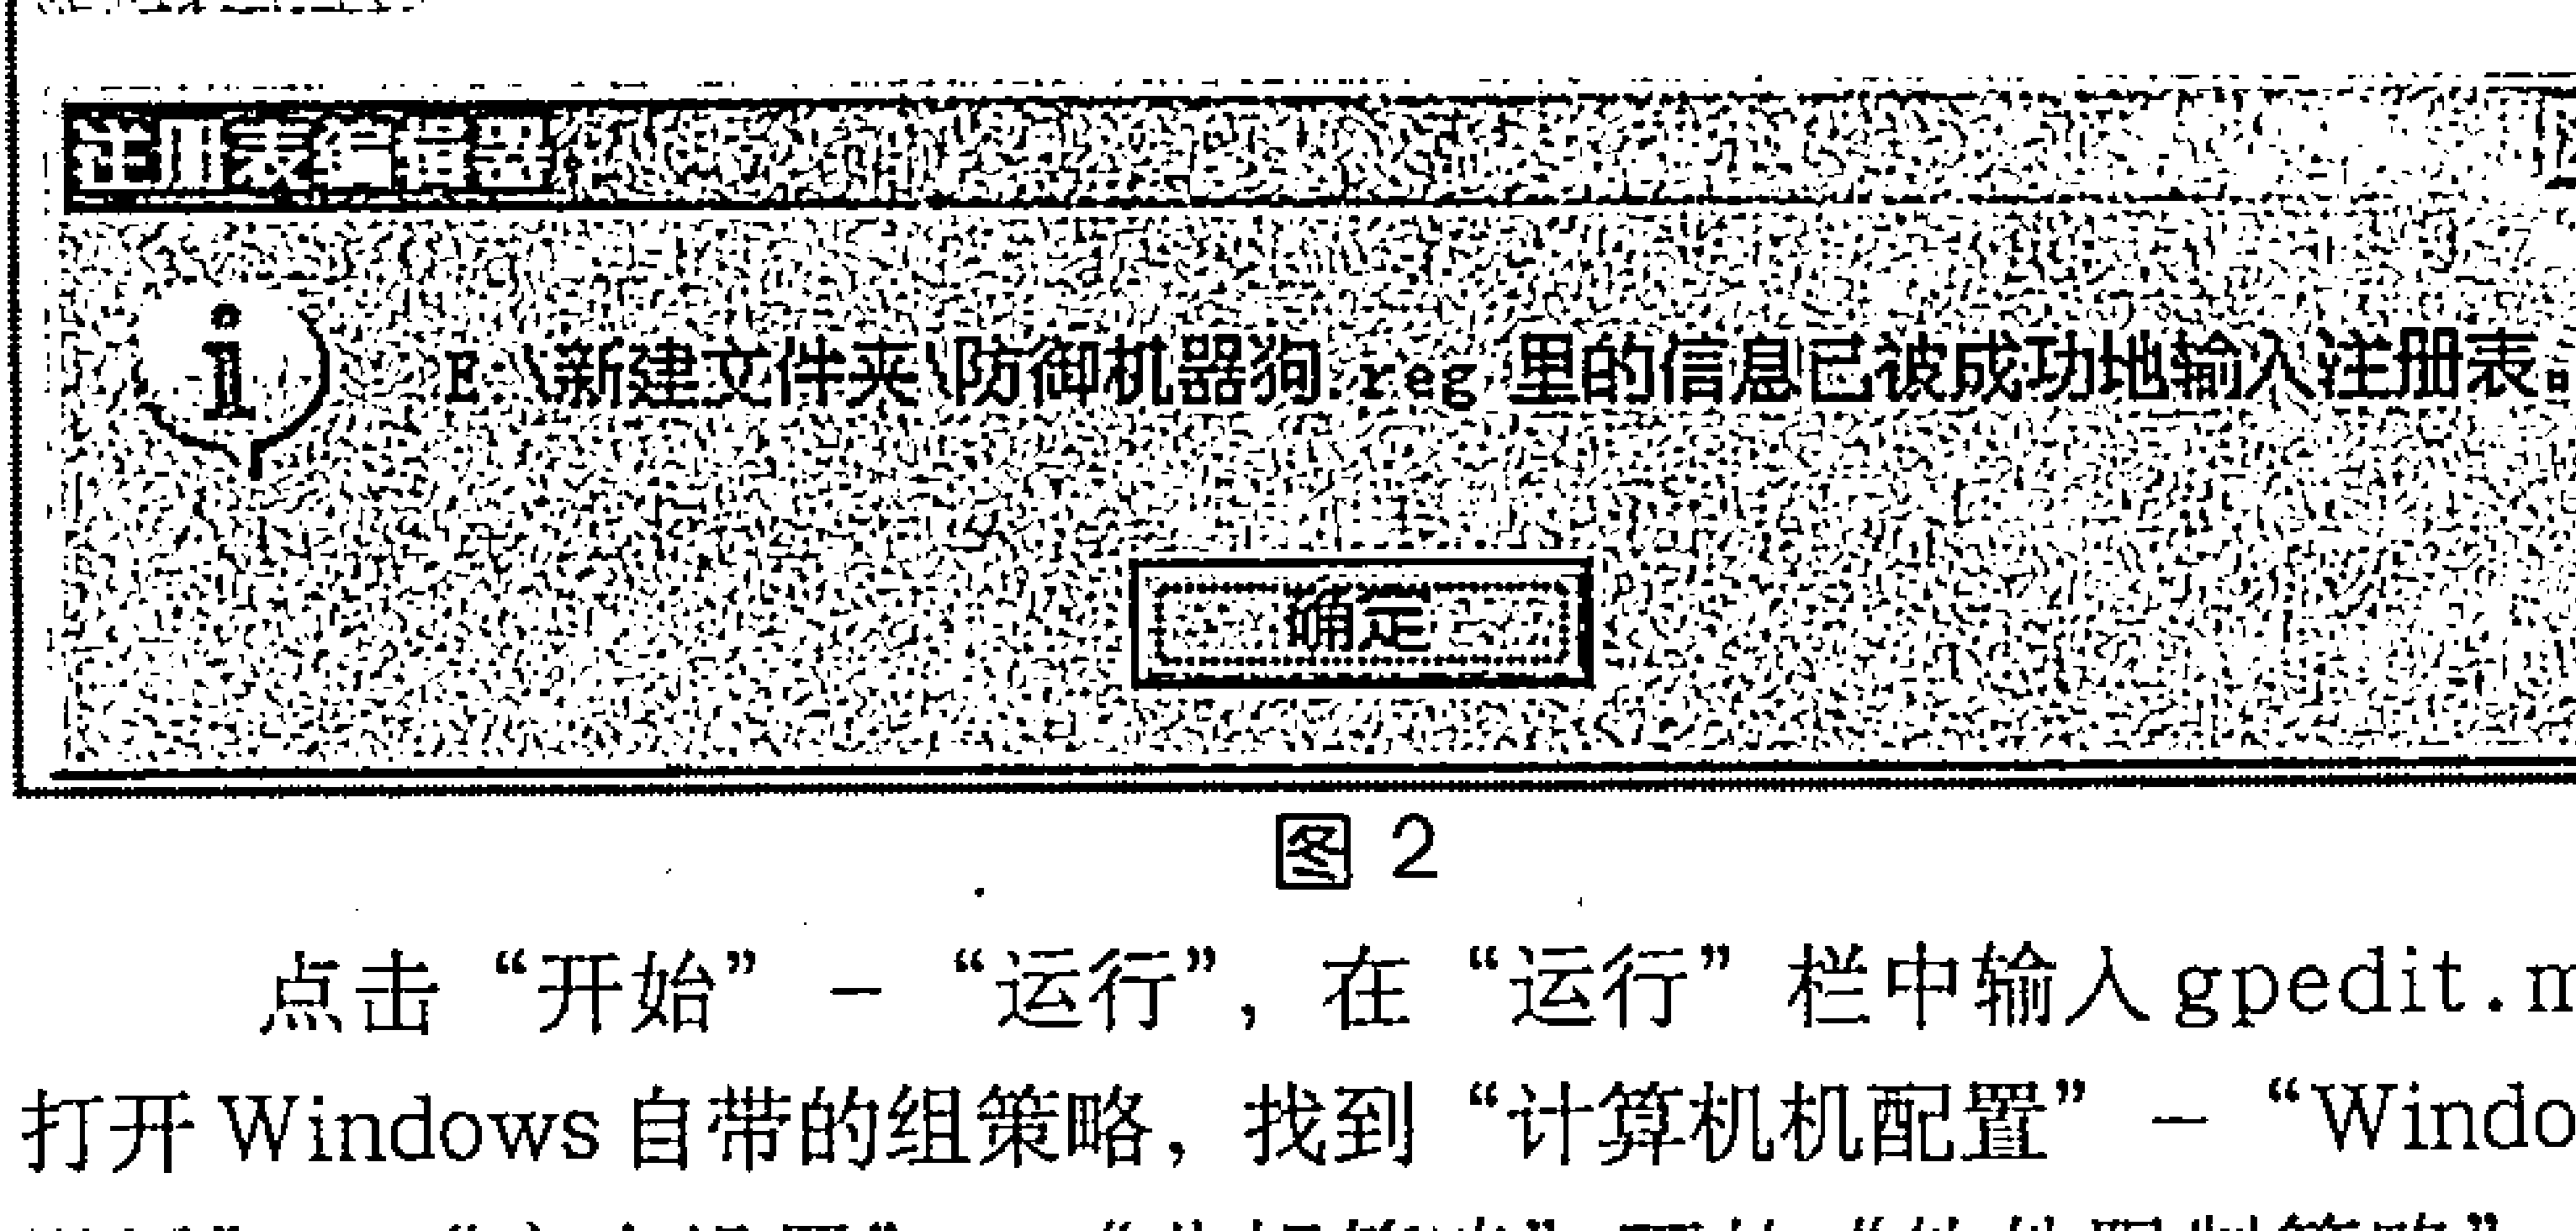 注册表编辑器
E:\新建文件夹\防御机器狗.reg 里的信息已被成功地输入注册表
确定
图 2
点击“开始”-“运行”，在“运行”栏中输入gpedit.m
打开Windows自带的组策略，找到“计算机机配置”-“Windo